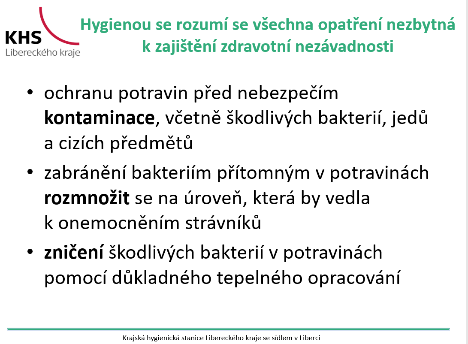 KHS
Libereckého kraje
Hygienou se rozumí se všechna opatření nezbytná
k zajištění zdravotní nezávadnosti
• ochranu potravin před nebezpečím
kontaminace, včetně škodlivých bakterií, jedů
a cizích předmětů
• zabránění bakteriím přítomným v potravinách
rozmnožit se na úroveň, která by vedla
k onemocněním strávníků
• zničení škodlivých bakterií v potravinách
pomocí důkladného tepelného opracování
Krajská hygienická stanice Libereckého kraje se sídlem v Liberci